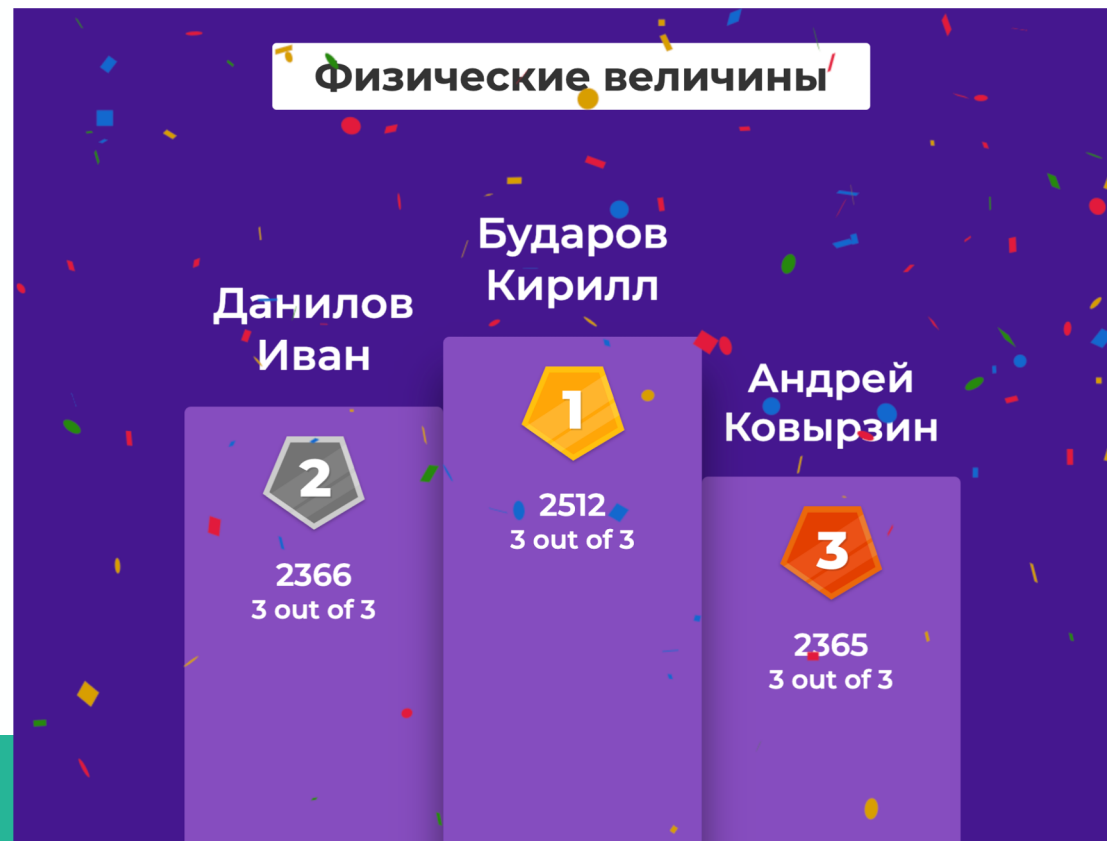 Физические величины
Бударов
Кирилл
Данилов
Иван
Андрей
Ковырзин
1
2512
3 out of 3
2
2366
3 out of 3
3
2365
3 out of 3